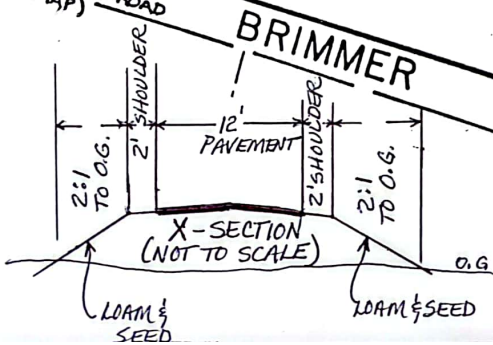 AP)
ROAD
BRIMMER
2' SHOULDER
12'
PAVEMENT
2' SHOULDER
2:1
TO O.G.
2:1
TO O.G.
X-SECTION
(NOT TO SCALE)
O.G
LOAM &
SEED
LOAM & SEED